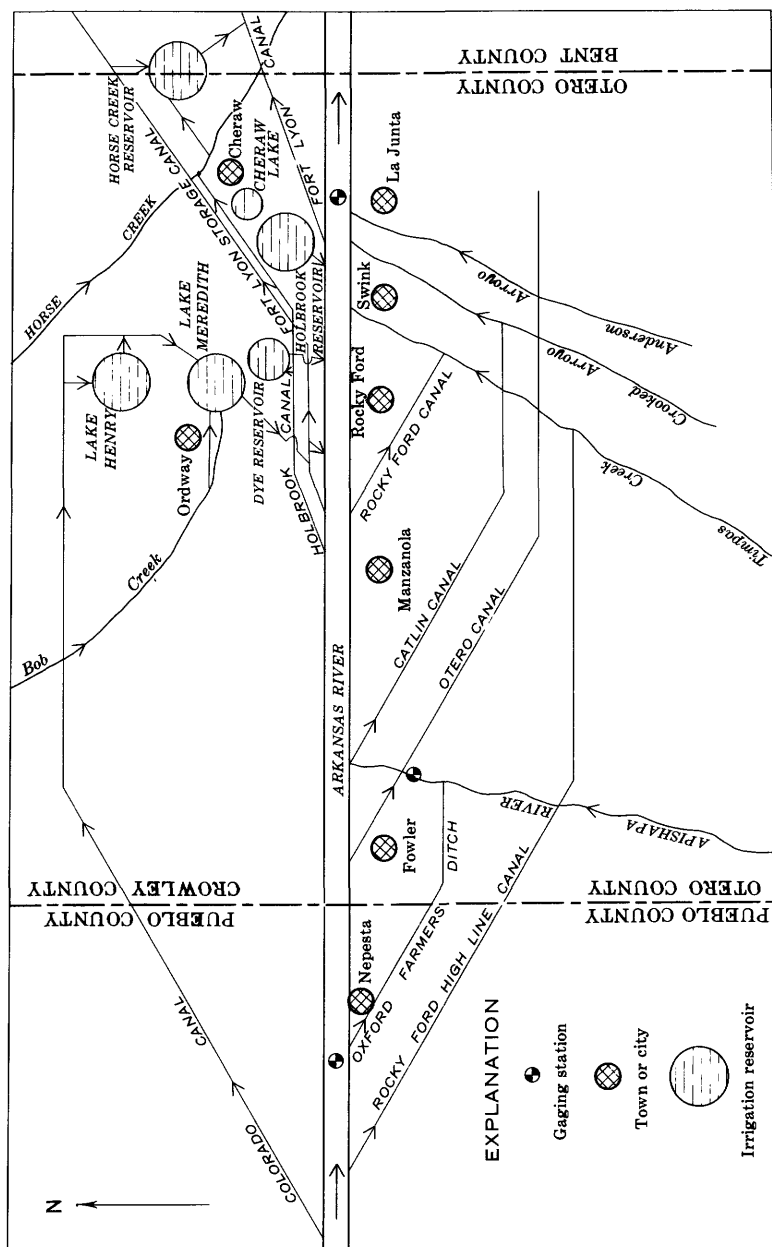 N
COLORADO
CANAL
PUEBLO COUNTY
CROWLEY COUNTY
Bob
Creek
Ordway
LAKE
HENRY
LAKE
MEREDITH
HORSE
CREEK
HORSE CREEK
RESERVOIR
FORT LYON STORAGE CANAL
Cheraw
CHERAW
LAKE
FORT LYON
CANAL
HOLBROOK
CANAL
DYE RESERVOIR
HOLBROOK
RESERVOIR
ARKANSAS RIVER
Nepesta
OXFORD FARMERS
DITCH
ROCKY FORD HIGH LINE CANAL
Fowler
APISHAPA
RIVER
CATLIN CANAL
OTERO CANAL
Manzanola
ROCKY FORD CANAL
Rocky Ford
Swink
La Junta
Timpas
Creek
Crooked
Arroyo
Anderson
Arroyo
PUEBLO COUNTY
OTERO COUNTY
OTERO COUNTY
BENT COUNTY
EXPLANATION
Gaging station
Town or city
Irrigation reservoir